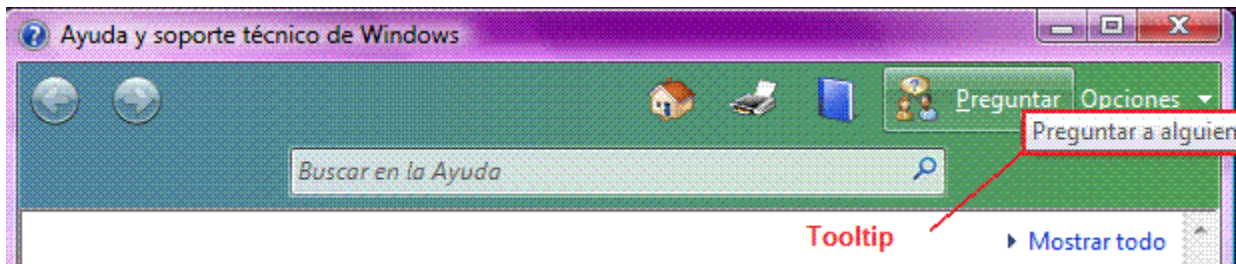 Ayuda y soporte técnico de Windows
Preguntar Opciones
Preguntar a alguien
Buscar en la Ayuda
Tooltip
Mostrar todo